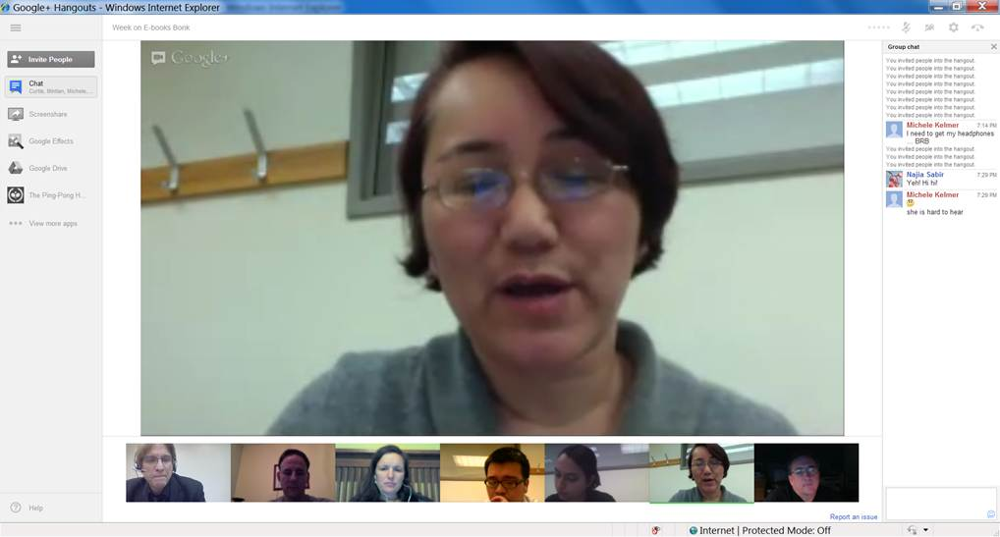 Google+ Hangouts - Windows Internet Explorer
Week on E-books Bonk
Invite People
Chat
Curtis, Wintian, Michele,...
Screenshare
Google Effects
Google Drive
The Ping-Pong H...
View more apps
Help
Google+
Group chat
You invited people into the hangout.
You invited people into the hangout.
You invited people into the hangout.
You invited people into the hangout.
You invited people into the hangout.
You invited people into the hangout.
You invited people into the hangout.
You invited people into the hangout.
Michele Kelmer 7:14 PM
I need to get my headphones
... BRB
You invited people into the hangout.
You invited people into the hangout.
You invited people into the hangout.
Najia Sabir 7:29 PM
Yeh! Hi hi!
Michele Kelmer 7:29 PM
she is hard to hear
Report an issue
Internet | Protected Mode: Off